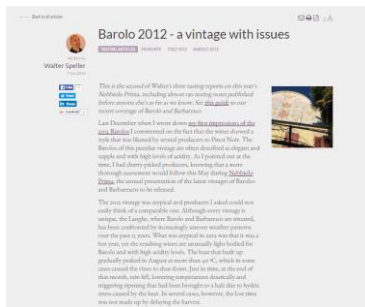 Back to all articles
Barolo 2012 - a vintage with issues
TASTING ARTICLES PIEDMONT ITALY 2012 BAROLO 2012
Walter Speller
This is the second of Walter's three tasting reports on this year's
Nebbiolo Prima, including almost 120 tasting notes published
before anyone else's as far as we know. See this guide to our
recent coverage of Barolo and Barbaresco.
Last December when I wrote down my first impressions of the
2012 Barolos I commented on the fact that the wines showed a
style that was likened by several producers to Pinot Noir. The
Barolos of this peculiar vintage are often described as elegant and
supple and with high levels of acidity. As I pointed out at the
time, I had cherry-picked producers, knowing that a more
thorough assessment would follow this May during Nebbiolo
Prima, the annual presentation of the latest vintages of Barolos
and Barbarescos to be released.
The 2012 vintage was atypical and producers I asked could not
easily think of a comparable one. Although every vintage is
unique, the Langhe, where Barolo and Barbaresco are situated,
has been confronted by increasingly uneven weather patterns
over the past 15 years. What was atypical in 2012 was that it was a
hot year, yet the resulting wines are unusually light bodied for
Barolo and with high acidity levels. The heat that built up
gradually peaked in August at more than 40 °C, which in some
cases caused the vines to shut down. Just in time, at the end of
that month, rain fell, lowering temperatures drastically and
triggering ripening that had been brought to a halt due to hydric
stress caused by the heat. In several cases, however, the lost time
was not made up by delaying the harvest.